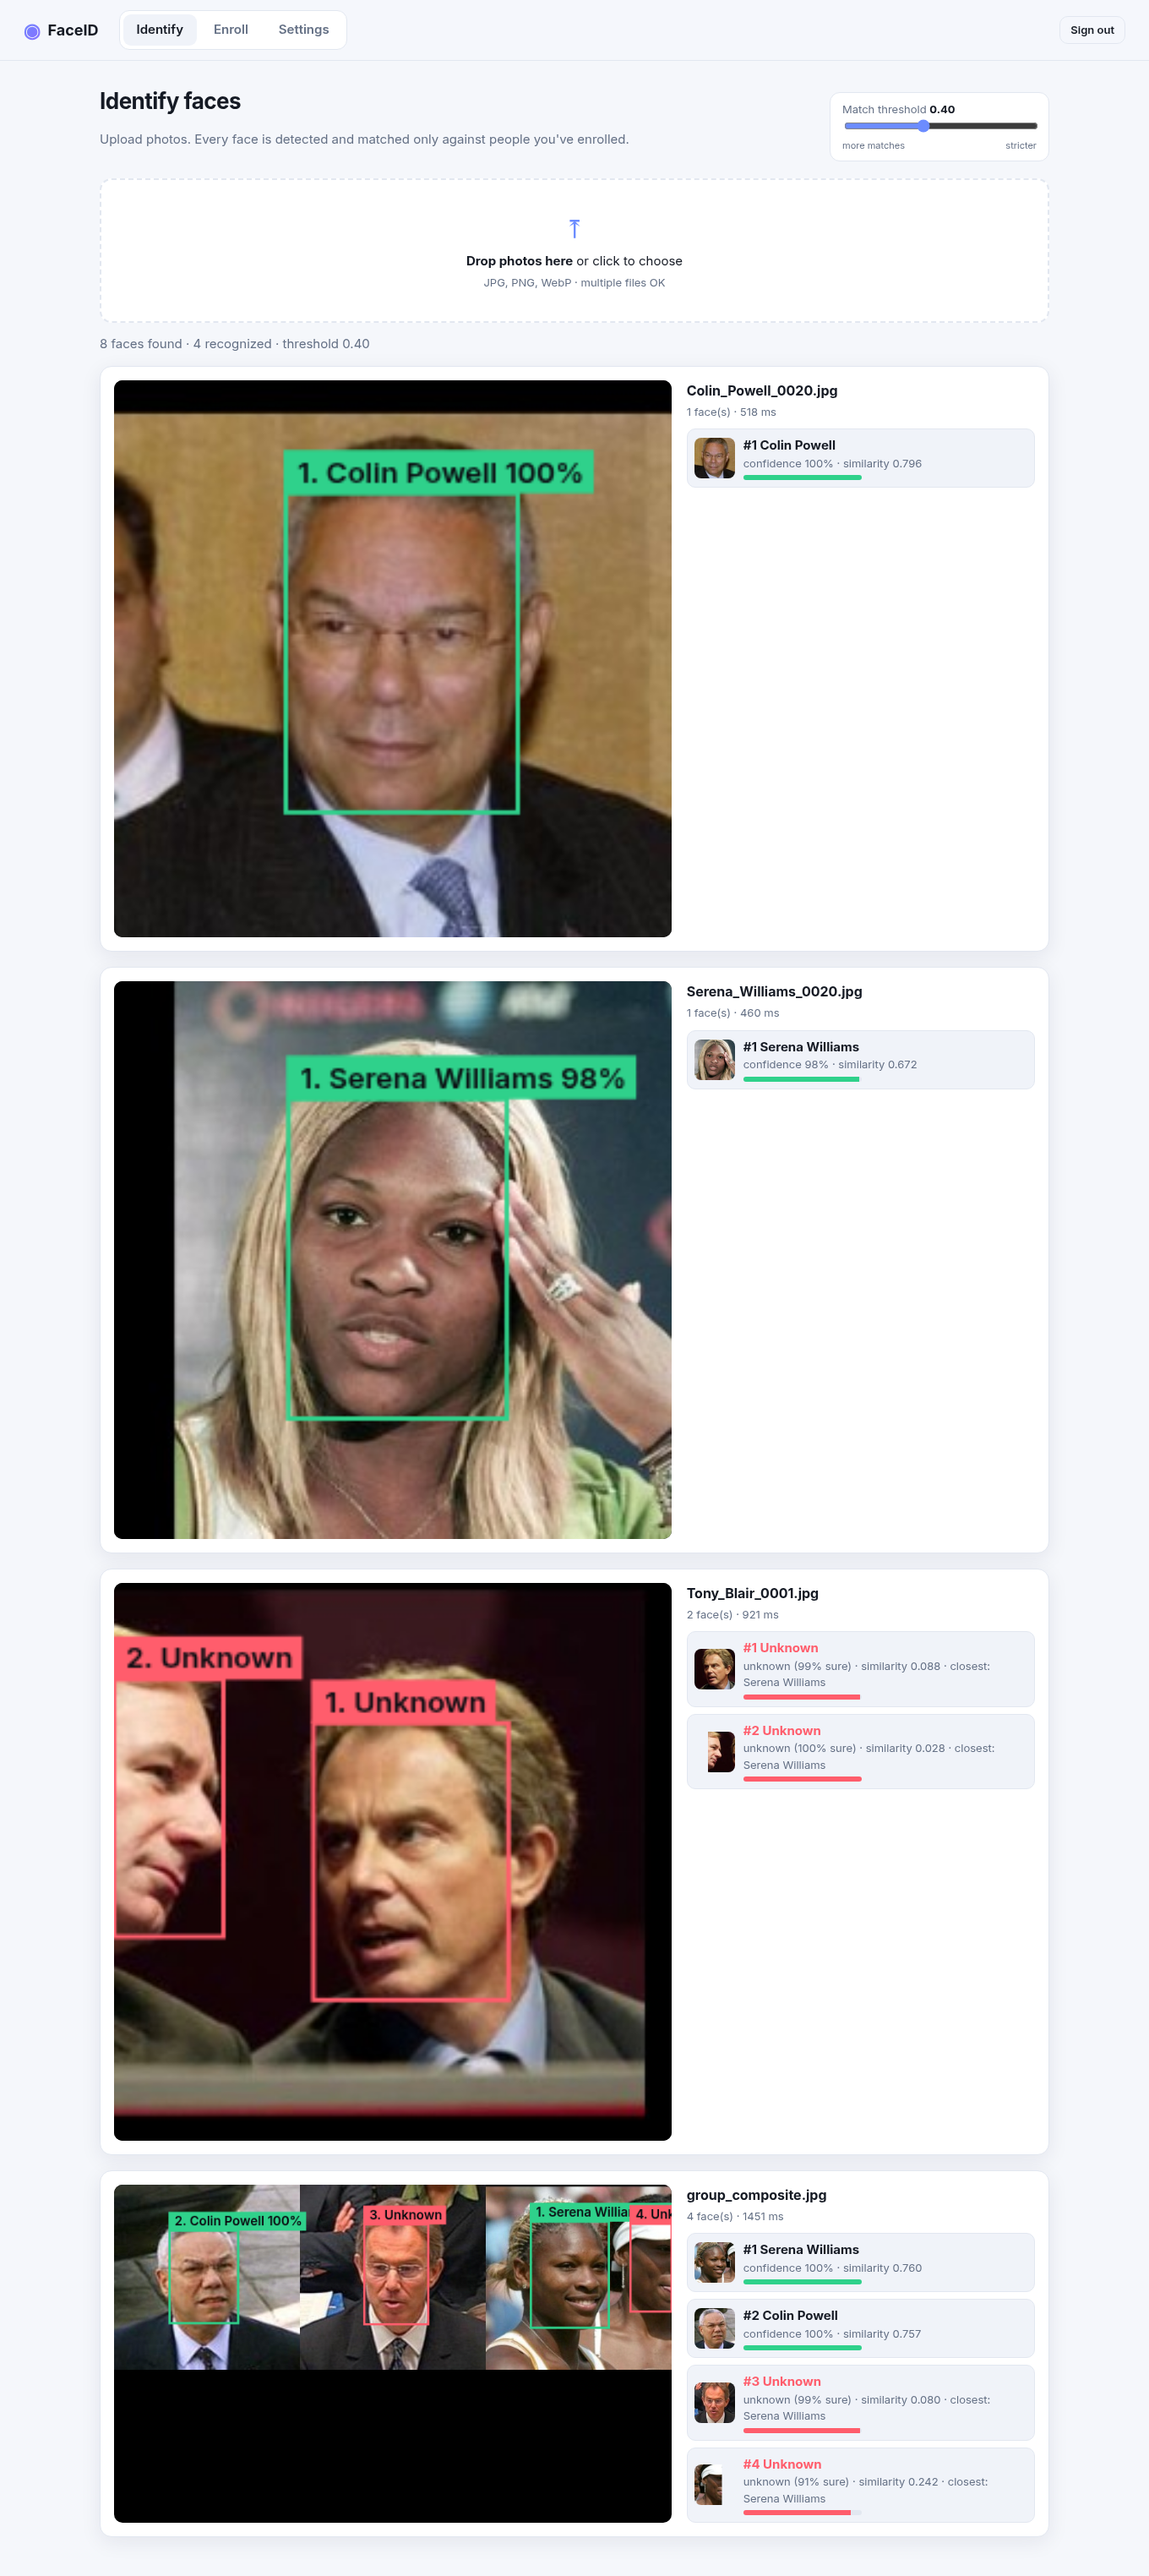 FaceID
Identify
Enroll
Settings
Sign out
Identify faces
Upload photos. Every face is detected and matched only against people you've enrolled.
Match threshold 0.40
more matches
stricter
Drop photos here or click to choose
JPG, PNG, WebP · multiple files OK
8 faces found · 4 recognized · threshold 0.40
1. Colin Powell 100%
Colin_Powell_0020.jpg
1 face(s) · 518 ms
#1 Colin Powell
confidence 100% · similarity 0.796
1. Serena Williams 98%
Serena_Williams_0020.jpg
1 face(s) · 460 ms
#1 Serena Williams
confidence 98% · similarity 0.672
2. Unknown
1. Unknown
Tony_Blair_0001.jpg
2 face(s) · 921 ms
#1 Unknown
unknown (99% sure) · similarity 0.088 · closest:
Serena Williams
#2 Unknown
unknown (100% sure) · similarity 0.028 · closest:
Serena Williams
2. Colin Powell 100%
3. Unknown
1. Serena Willia
4. Unk
group_composite.jpg
4 face(s) · 1451 ms
#1 Serena Williams
confidence 100% · similarity 0.760
#2 Colin Powell
confidence 100% · similarity 0.757
#3 Unknown
unknown (99% sure) · similarity 0.080 · closest:
Serena Williams
#4 Unknown
unknown (91% sure) · similarity 0.242 · closest:
Serena Williams